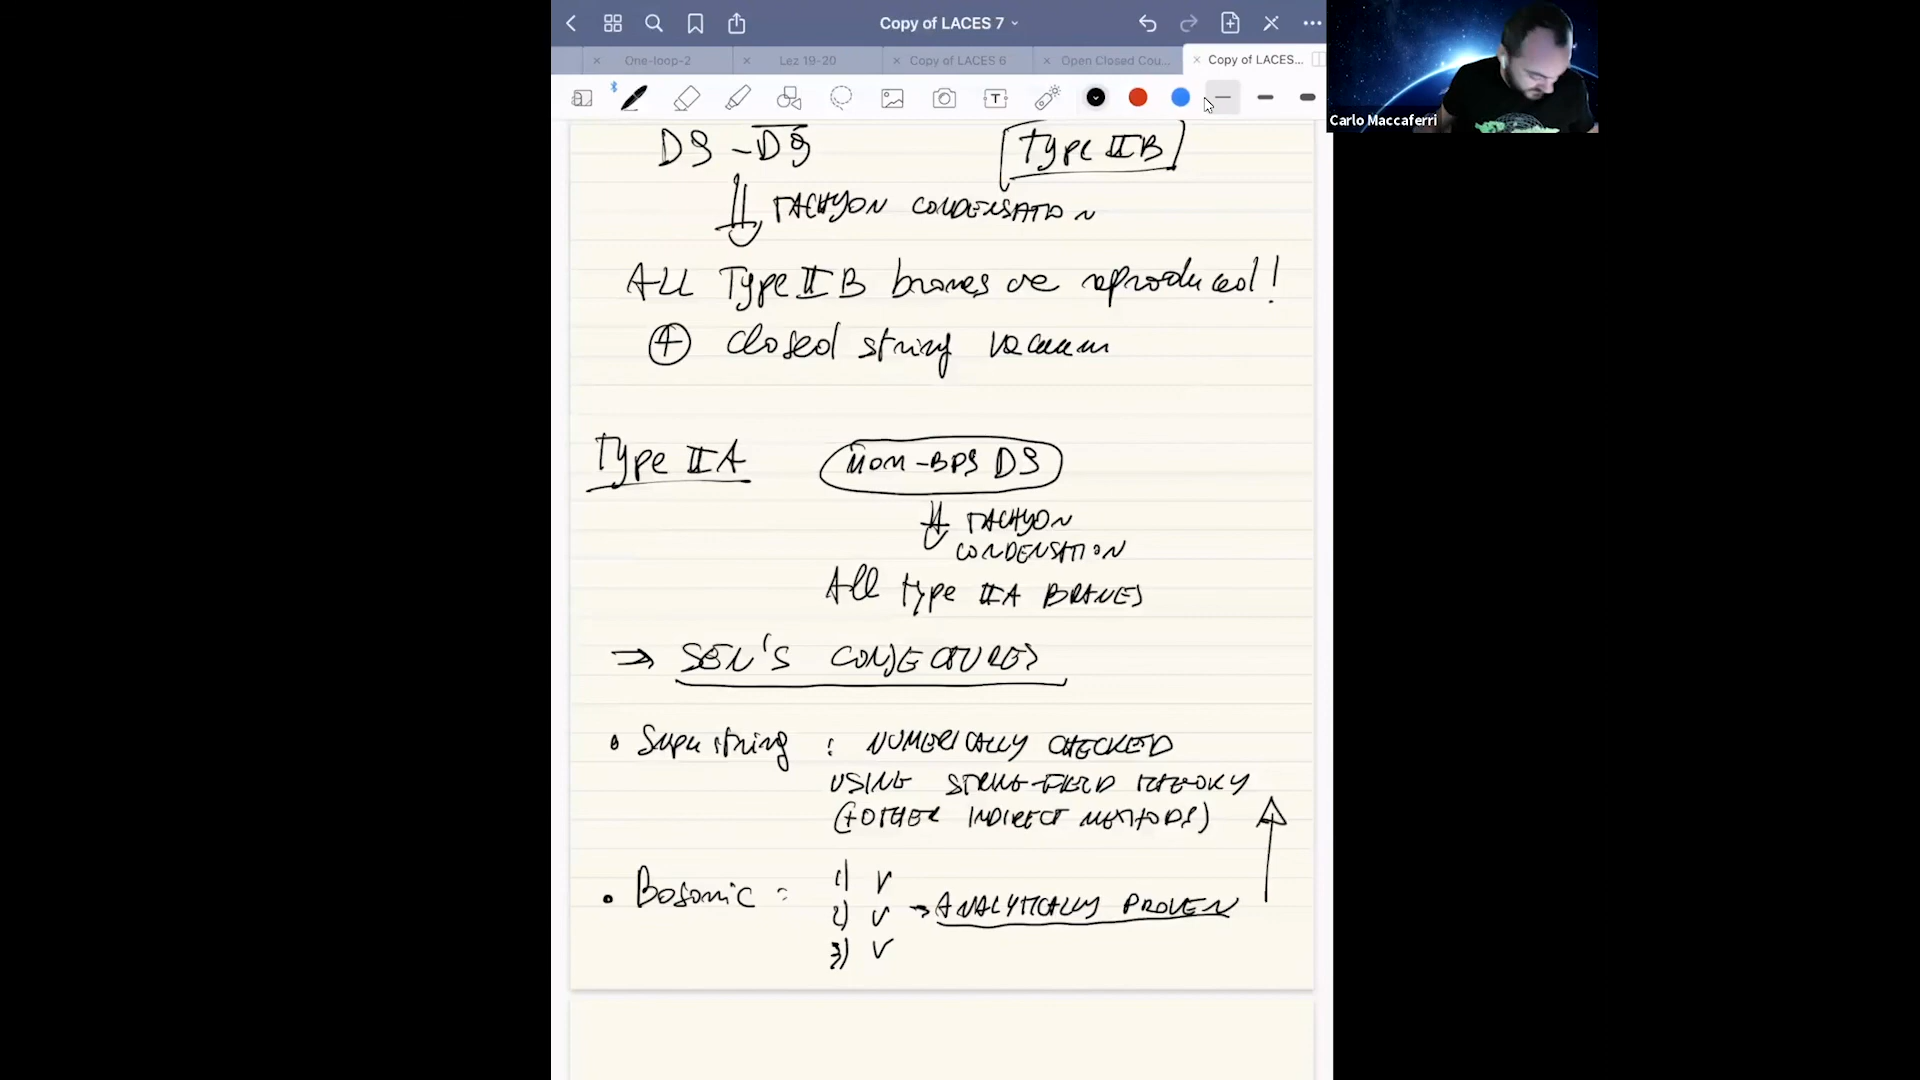 Copy of LACES 7
One-loop-2
Lez 19-20
Copy of LACES 6
Open Closed Cou...
Copy of LACES...
Carlo Maccaferri
D9 - D̅9̅
Type IIB
TACHYON CONDENSATION
ALL Type IIB branes are reproduced!
⊕ closed string vacuum
Type IIA
non-BPS D9
TACHYON
CONDENSATION
All type IIA BRANES
⇒ SEN'S CONJECTURES
• Superstring : NUMERICALLY CHECKED
USING STRING-FIELD THEORY
(+OTHER INDIRECT METHODS)
• Bosonic : 1) V
2) V → ANALYTICALLY PROVEN
3) V